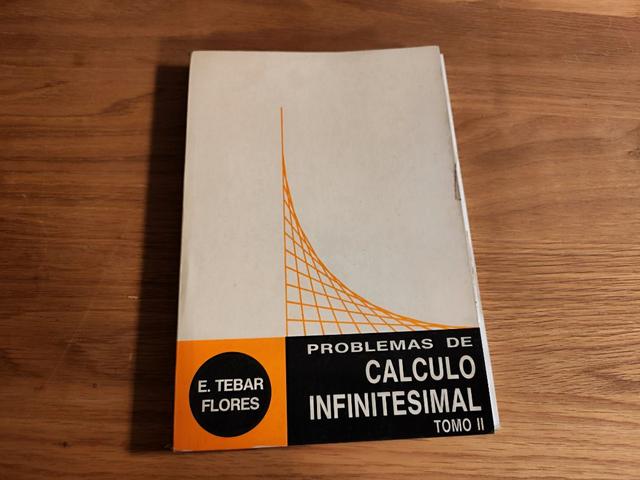 E. TEBAR
FLORES
PROBLEMAS DE
CALCULO
INFINITESIMAL
TOMO II